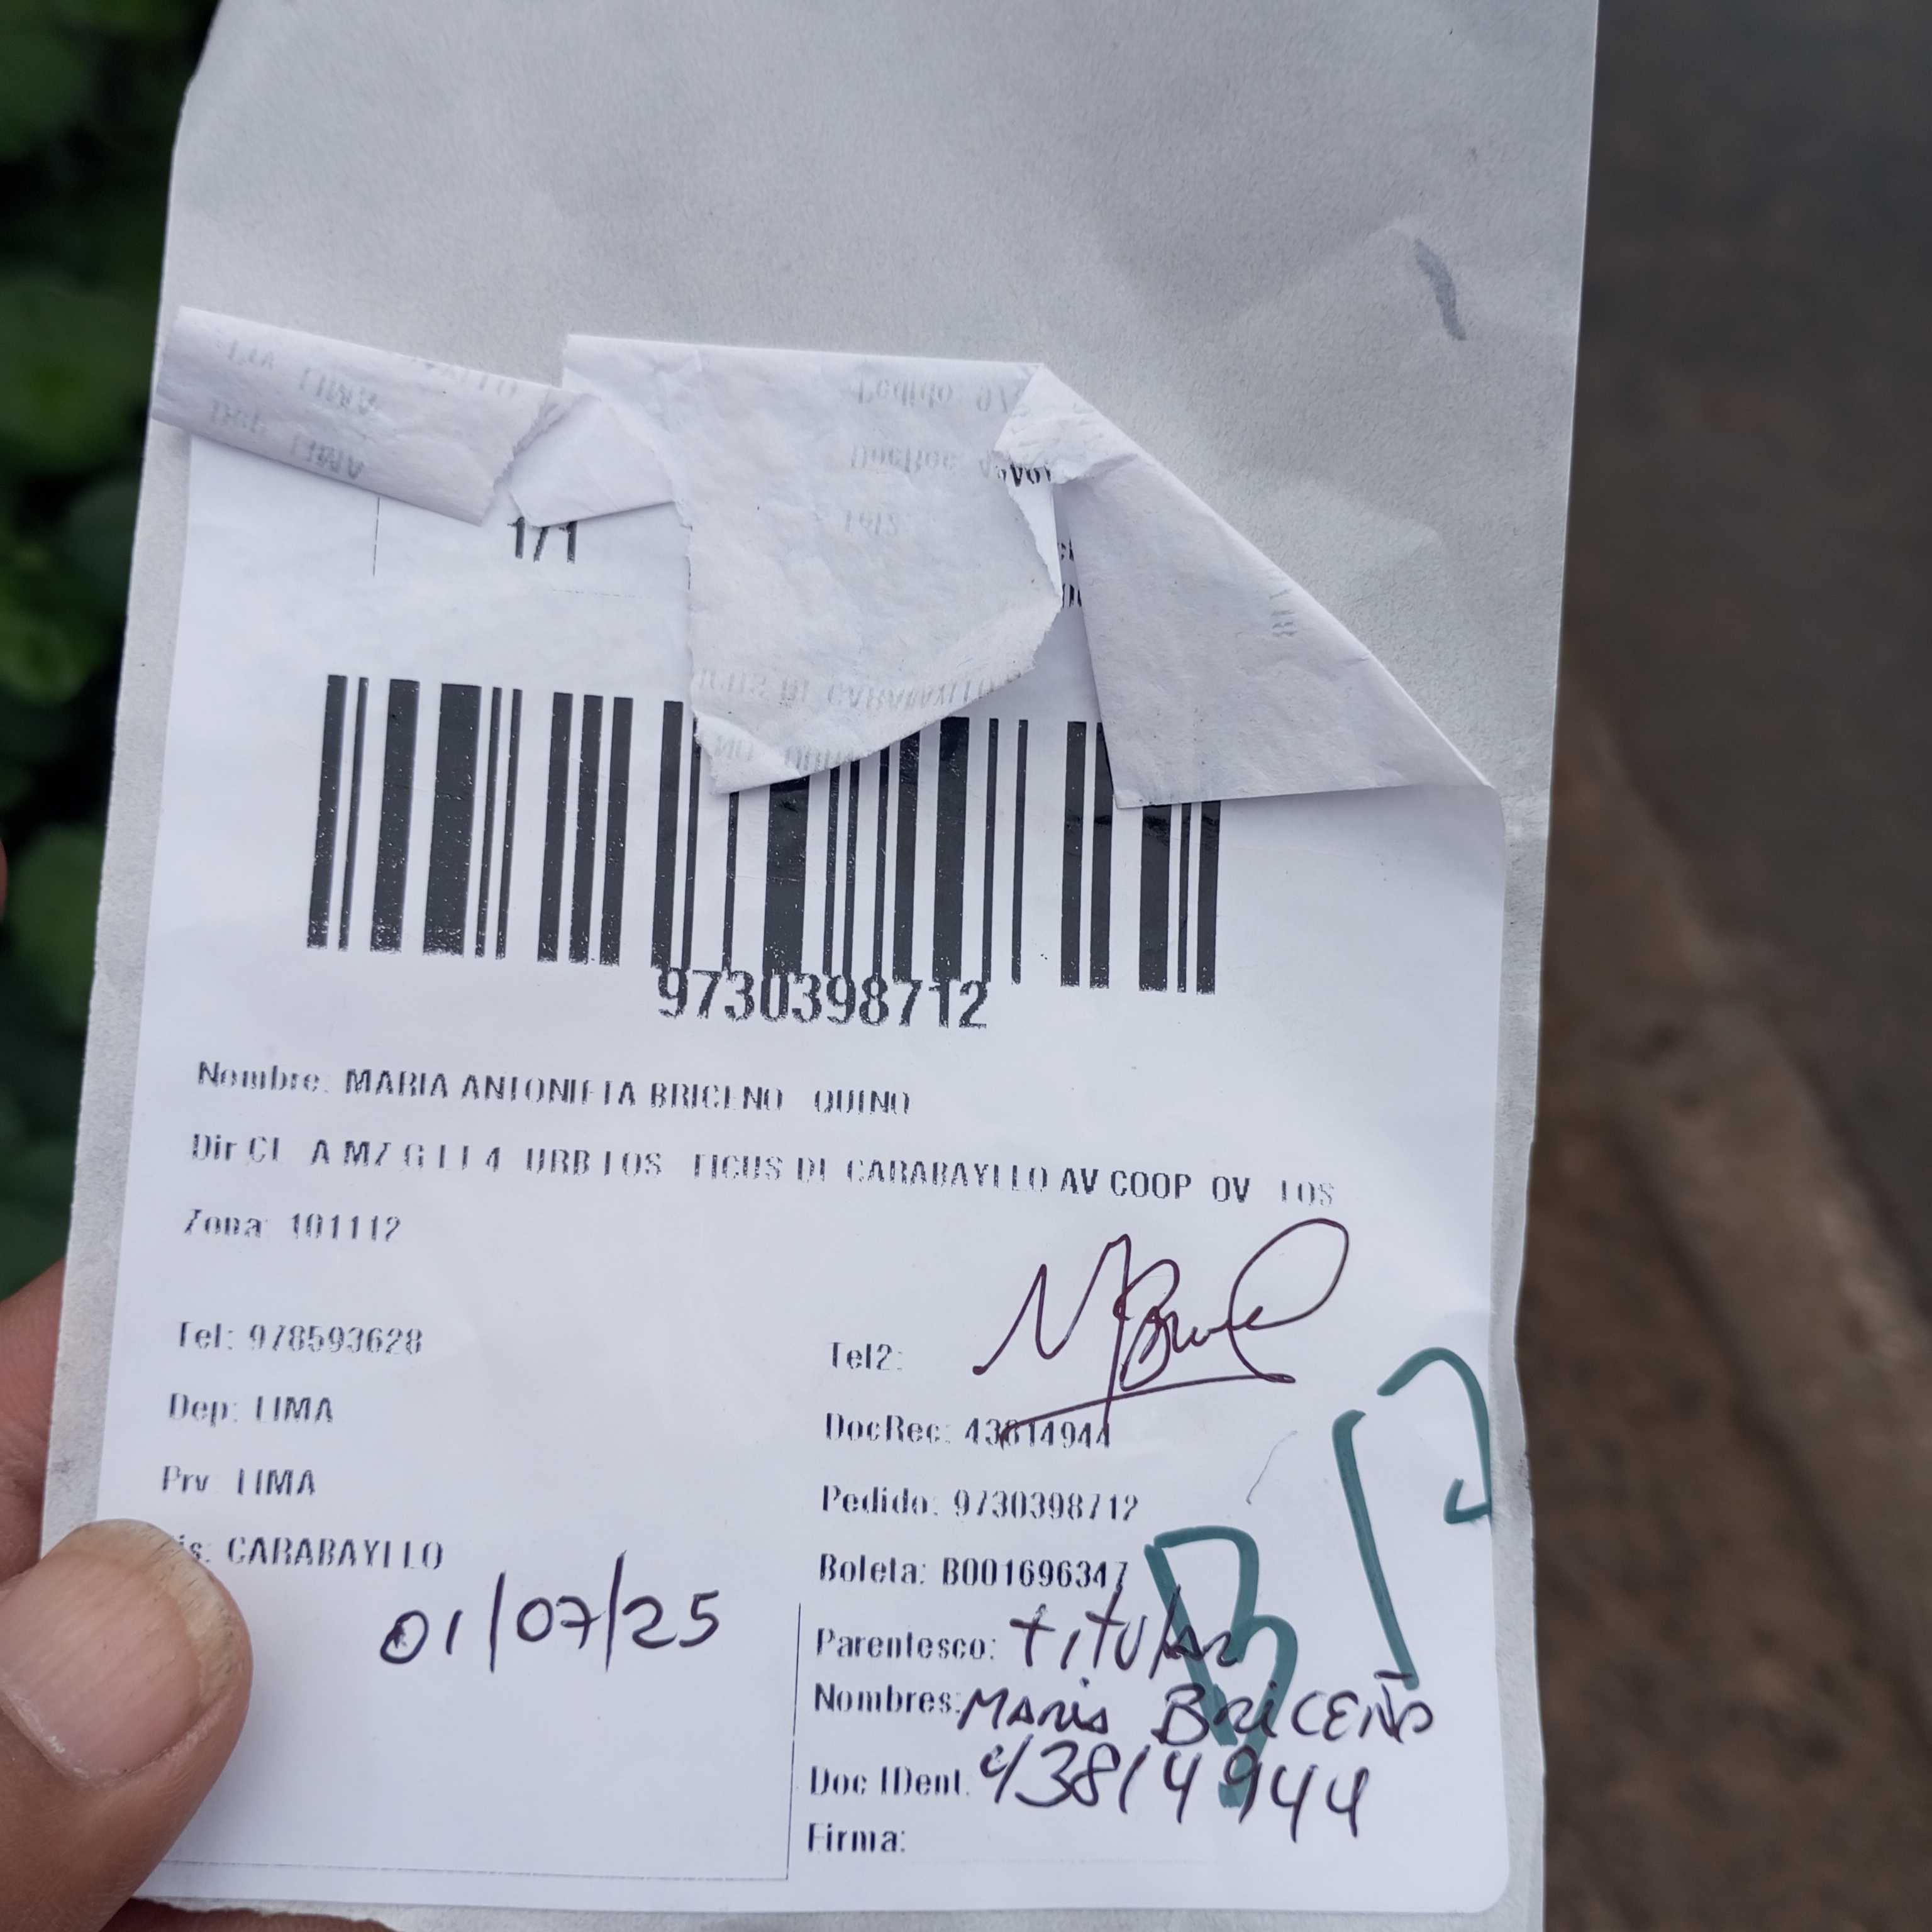 1/1
9730398712
Nombre: MARIA ANTONIETA BRICENO QUINO
Dir CL A MZ G LT 4 URB LOS FICUS DE CARABAYLLO AV COOP OV LOS
Zona: 101112
Tel: 978593628
Tel2:
Dep: LIMA
DocRec: 43814944
Prv: LIMA
Pedido: 9730398712
is: CARABAYLLO
Boleta: B001696347
01/07/25
Parentesco: titular
Nombres: MARIA BRICEÑO
Doc IDent. 43814944
Firma: